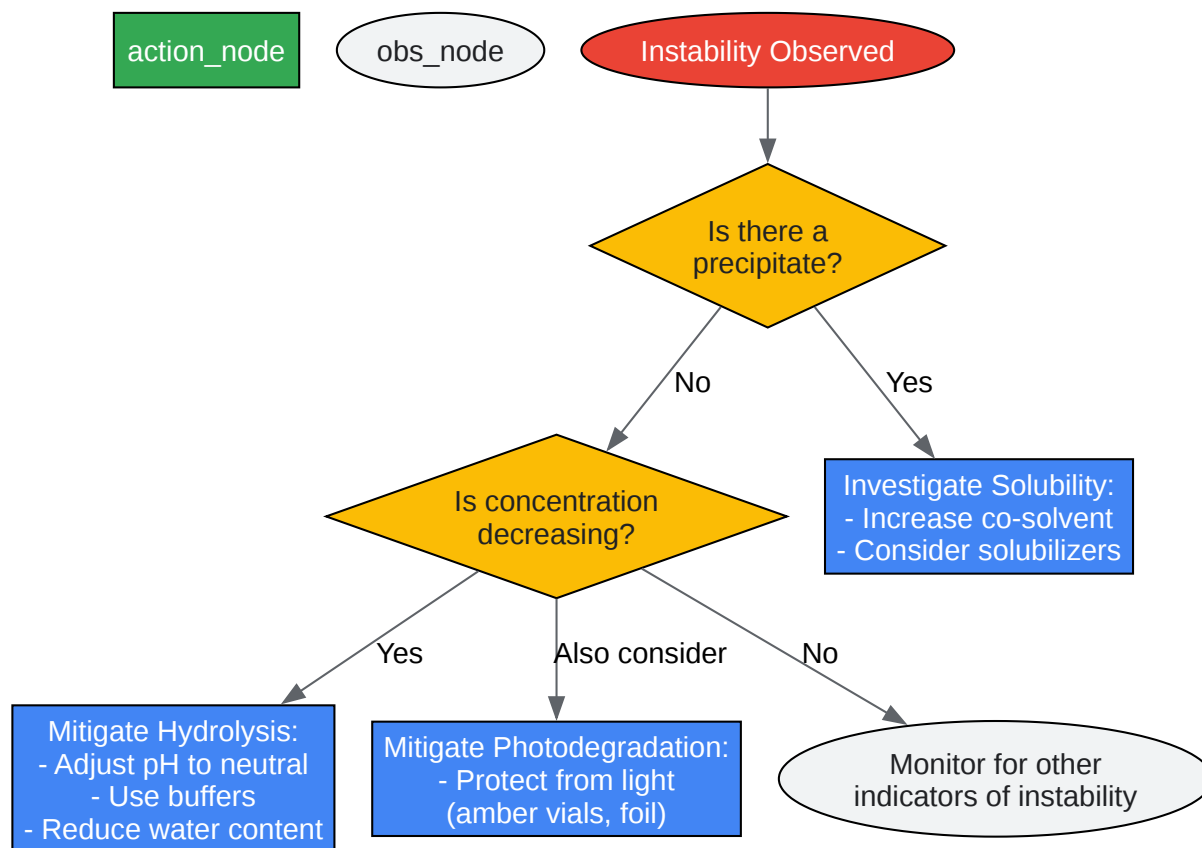 action_node
obs_node
Instability Observed
Is there a
precipitate?
No
Yes
Is concentration
decreasing?
Investigate Solubility:
- Increase co-solvent
- Consider solubilizers
Yes
Also consider
No
Mitigate Hydrolysis:
- Adjust pH to neutral
- Use buffers
- Reduce water content
Mitigate Photodegradation:
- Protect from light
(amber vials, foil)
Monitor for other
indicators of instability